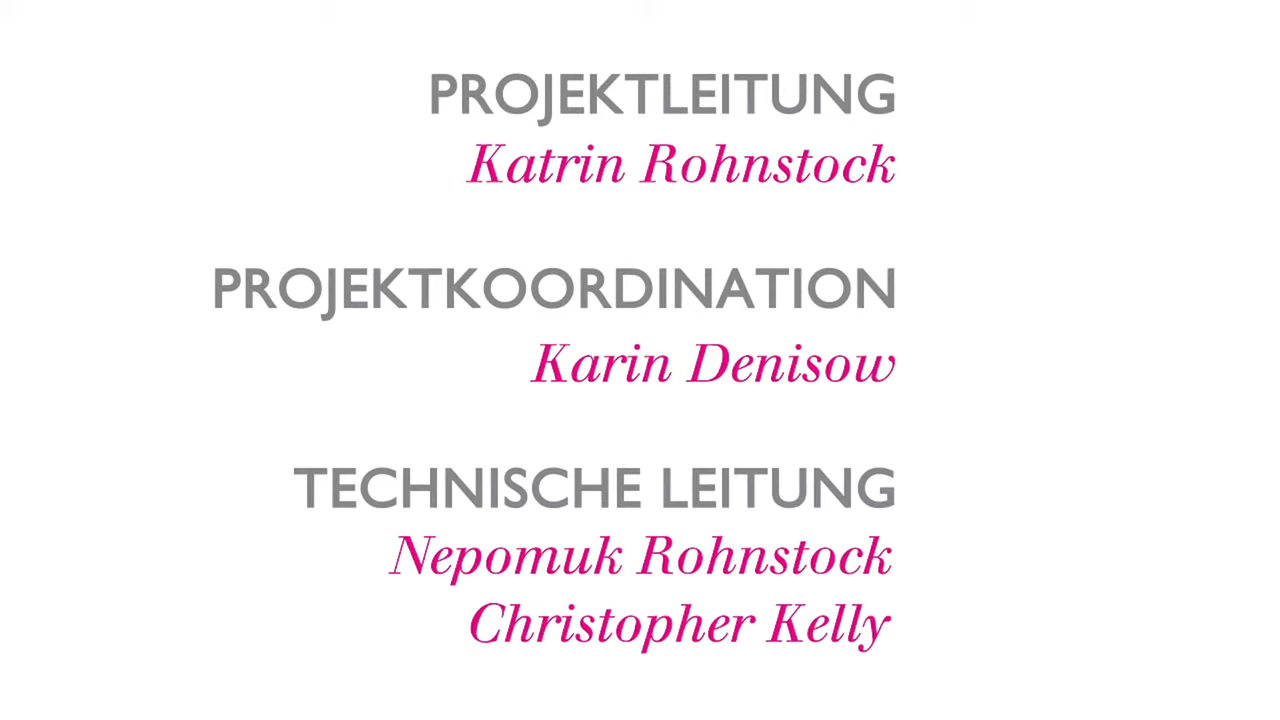 PROJEKTLEITUNG
Katrin Rohnstock
PROJEKTKOORDINATION
Karin Denisow
TECHNISCHE LEITUNG
Nepomuk Rohnstock
Christopher Kelly